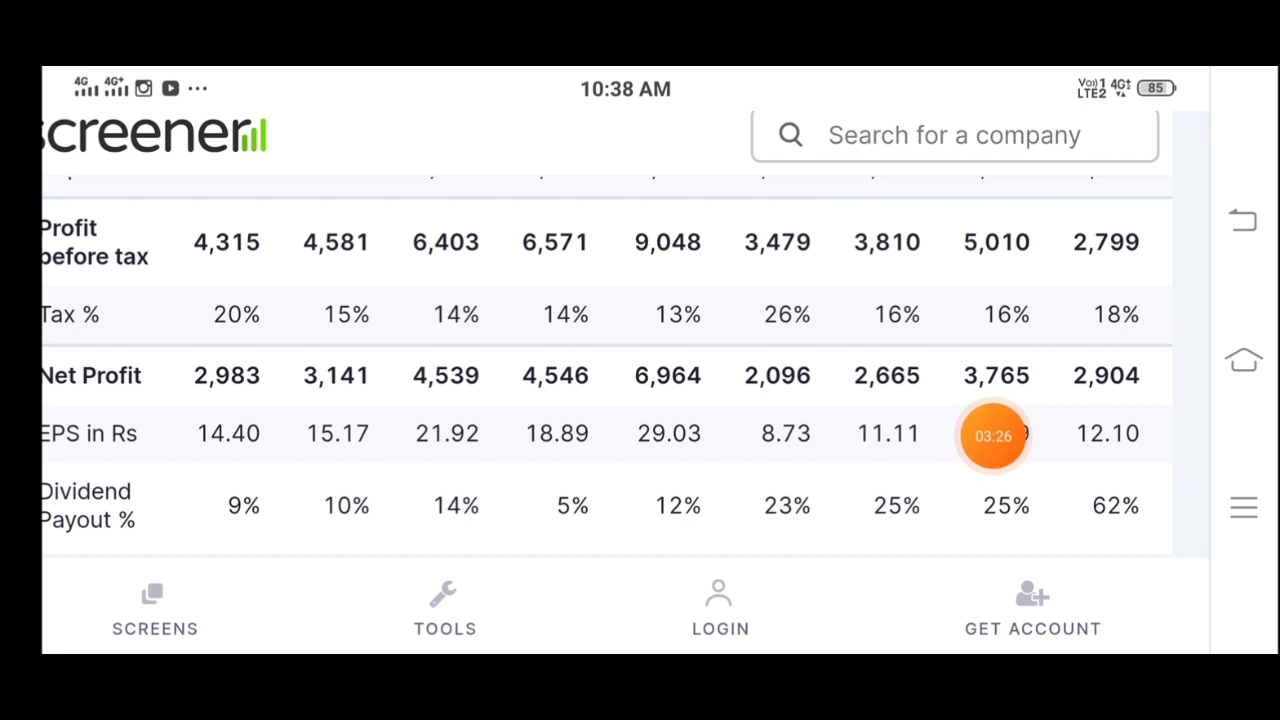 4G 4G+ ... 10:38 AM Vo)) 1 LTE2 4G‡ 85
screener Search for a company
Profit before tax 4,315 4,581 6,403 6,571 9,048 3,479 3,810 5,010 2,799
Tax % 20% 15% 14% 14% 13% 26% 16% 16% 18%
Net Profit 2,983 3,141 4,539 4,546 6,964 2,096 2,665 3,765 2,904
EPS in Rs 14.40 15.17 21.92 18.89 29.03 8.73 11.11 03:26 12.10
Dividend Payout % 9% 10% 14% 5% 12% 23% 25% 25% 62%
SCREENS TOOLS LOGIN GET ACCOUNT